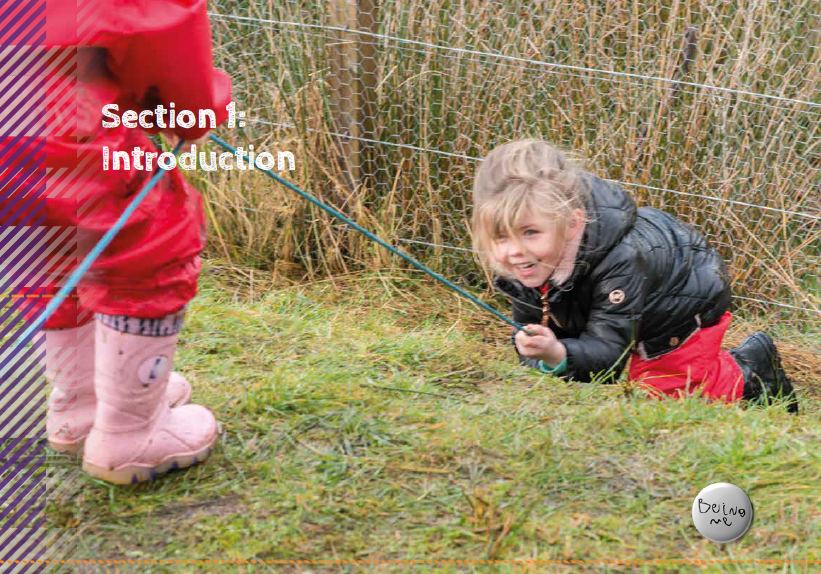 Section 1:
Introduction
Being
me